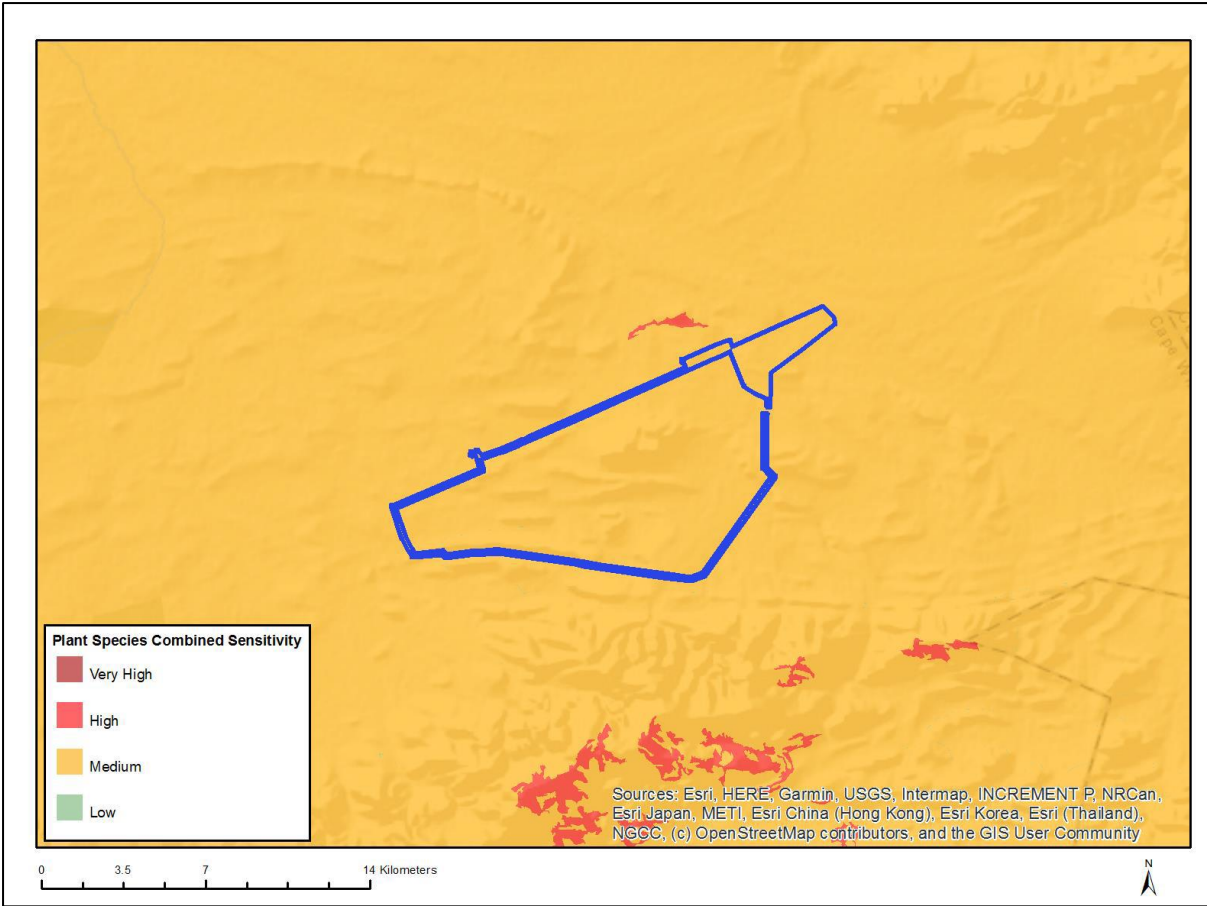 Cape W
Plant Species Combined Sensitivity
Very High
High
Medium
Low
Sources: Esri, HERE, Garmin, USGS, Intermap, INCREMENT P, NRCan,
Esri Japan, METI, Esri China (Hong Kong), Esri Korea, Esri (Thailand),
NGCC, (c) OpenStreetMap contributors, and the GIS User Community
0 3.5 7 14 Kilometers
N